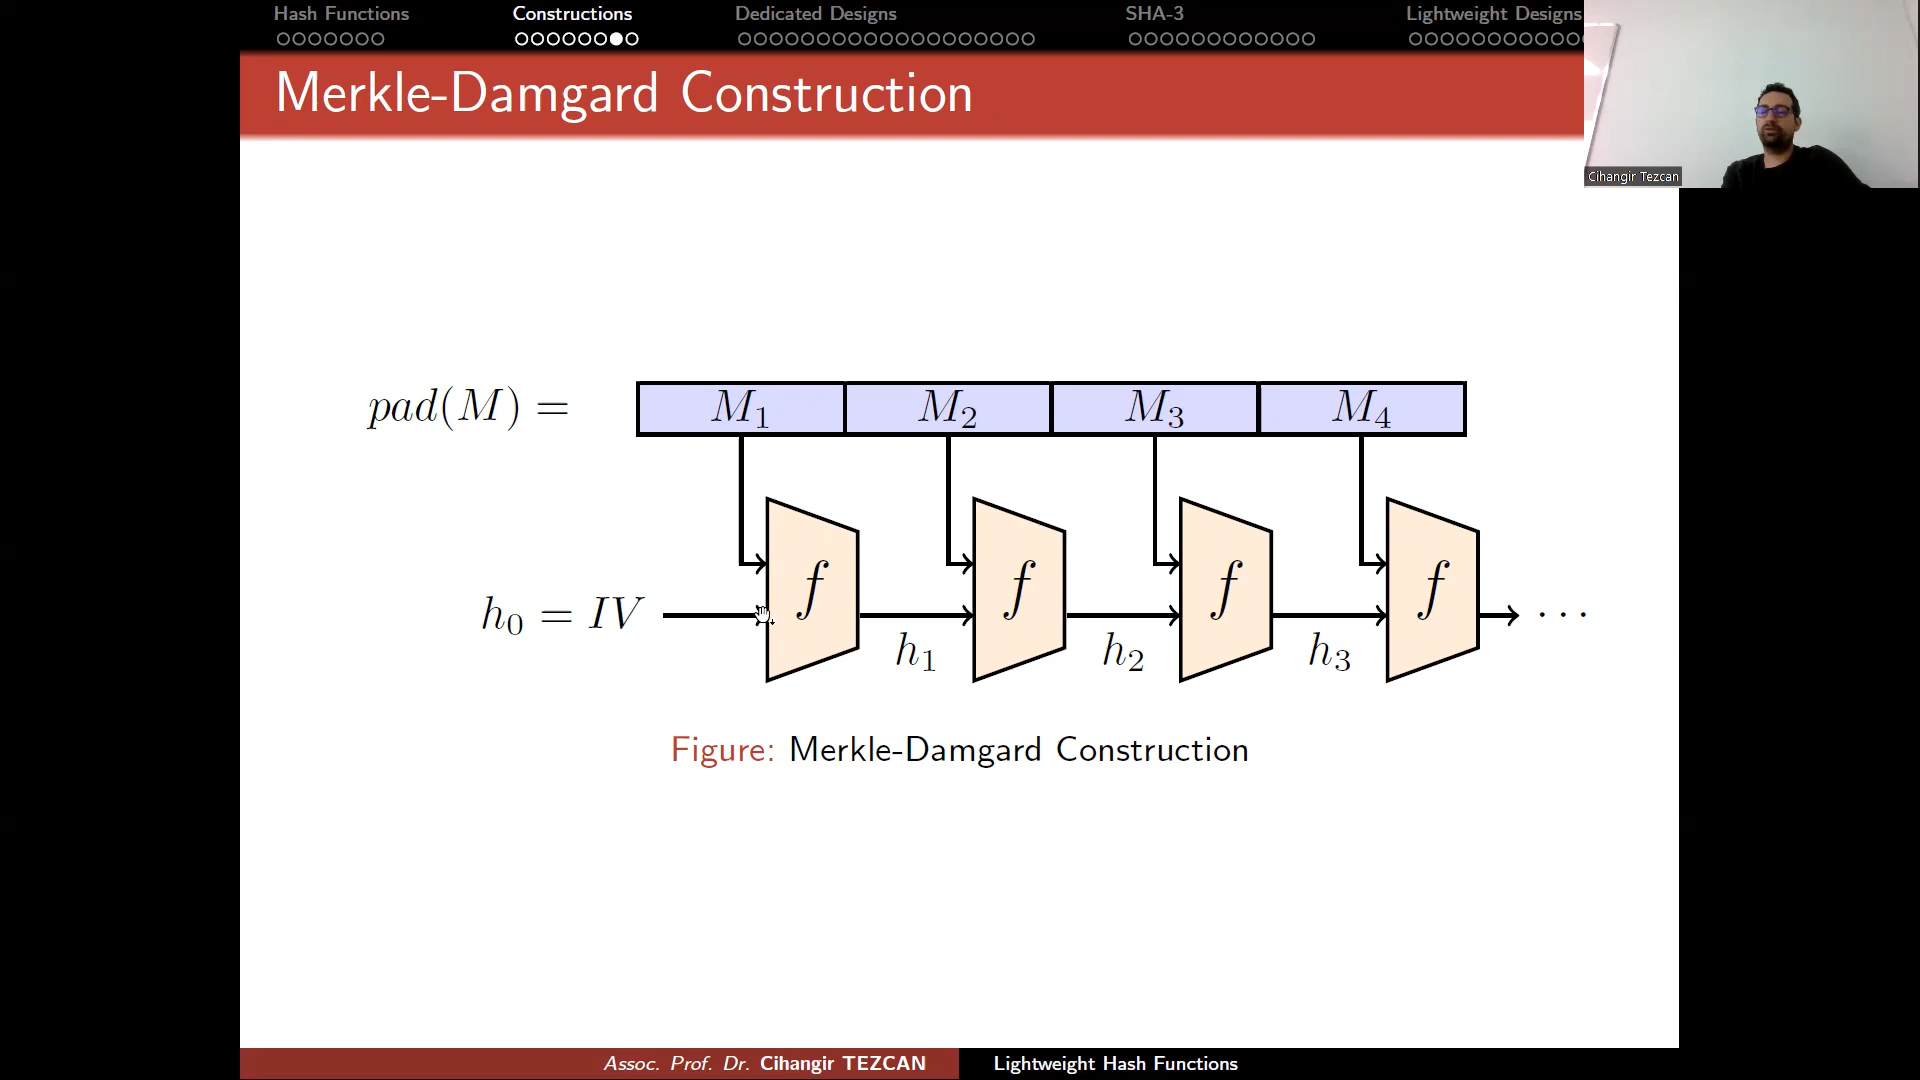 Hash Functions Constructions Dedicated Designs SHA-3 Lightweight Designs
Merkle-Damgard Construction
Cihangir Tezcan
pad(M) = M₁ M₂ M₃ M₄
f f f f
h₀ = IV ···
h₁ h₂ h₃
Figure: Merkle-Damgard Construction
Assoc. Prof. Dr. Cihangir TEZCAN Lightweight Hash Functions